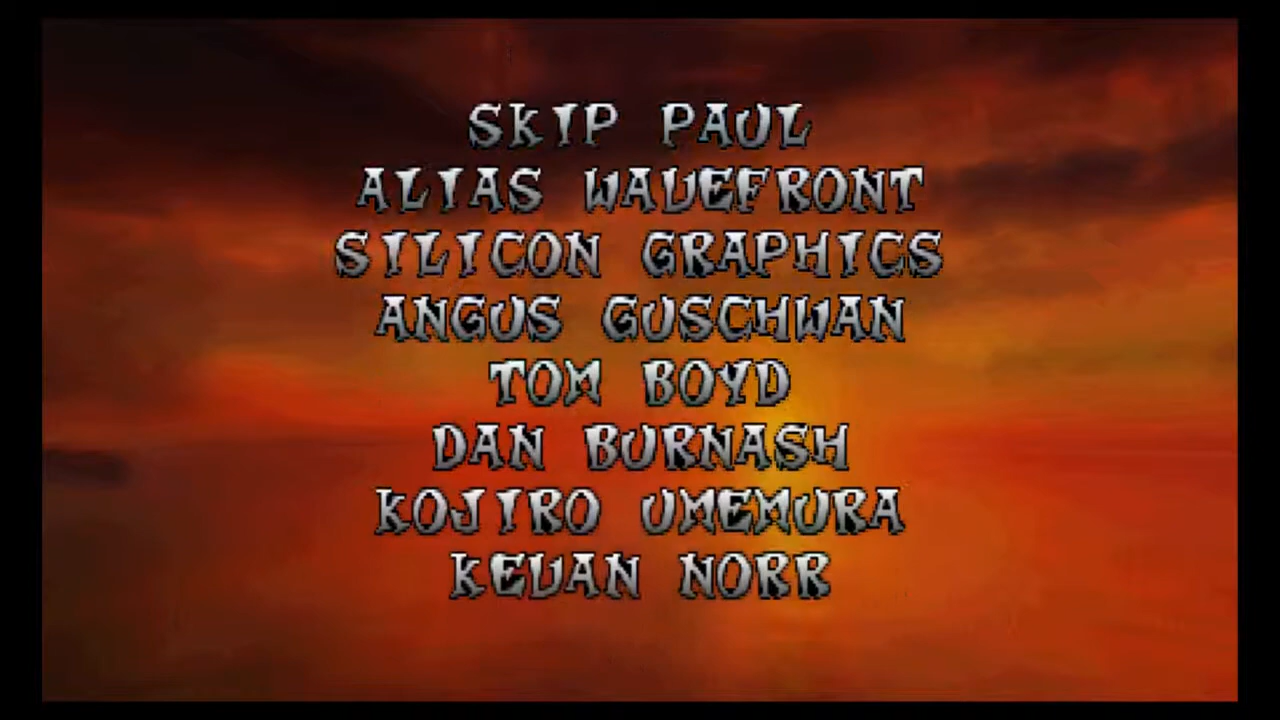 SKIP PAUL
ALIAS WAVEFRONT
SILICON GRAPHICS
ANGUS GUSCHWAN
TOM BOYD
DAN BURNASH
KOJIRO UMEMURA
KEVAN NORR